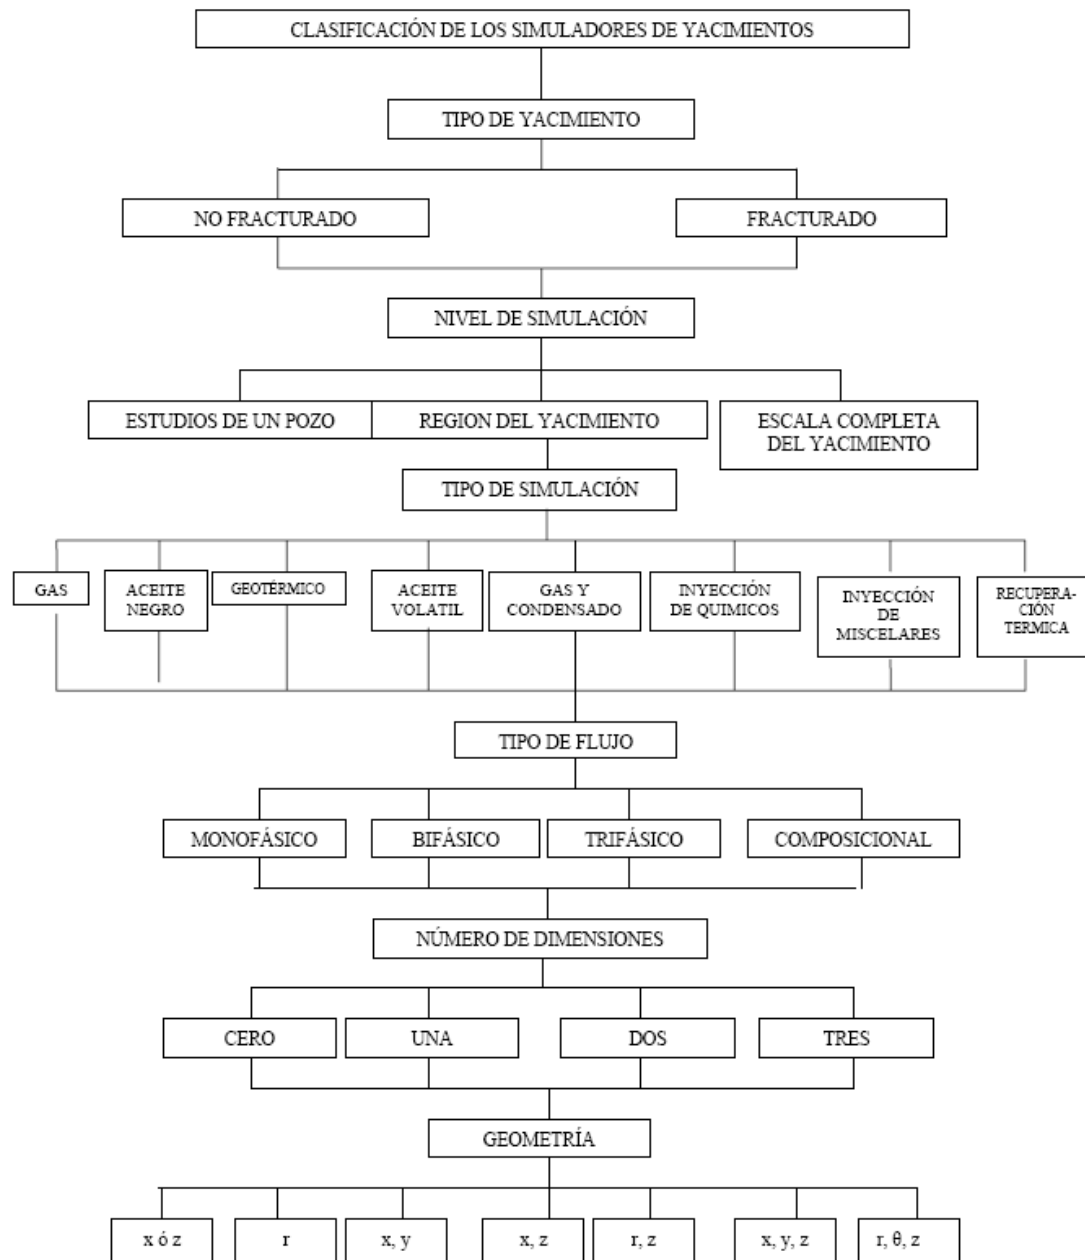 CLASIFICACIÓN DE LOS SIMULADORES DE YACIMIENTOS
TIPO DE YACIMIENTO
NO FRACTURADO
FRACTURADO
NIVEL DE SIMULACIÓN
ESTUDIOS DE UN POZO
REGION DEL YACIMIENTO
ESCALA COMPLETA
DEL YACIMIENTO
TIPO DE SIMULACIÓN
GAS
ACEITE
NEGRO
GEOTÉRMICO
ACEITE
VOLATIL
GAS Y
CONDENSADO
INYECCIÓN
DE QUIMICOS
INYECCIÓN
DE
MISCELARES
RECUPERA-
CIÓN
TERMICA
TIPO DE FLUJO
MONOFÁSICO
BIFÁSICO
TRIFÁSICO
COMPOSICIONAL
NÚMERO DE DIMENSIONES
CERO
UNA
DOS
TRES
GEOMETRÍA
x ó z
r
x, y
x, z
r, z
x, y, z
r, θ, z